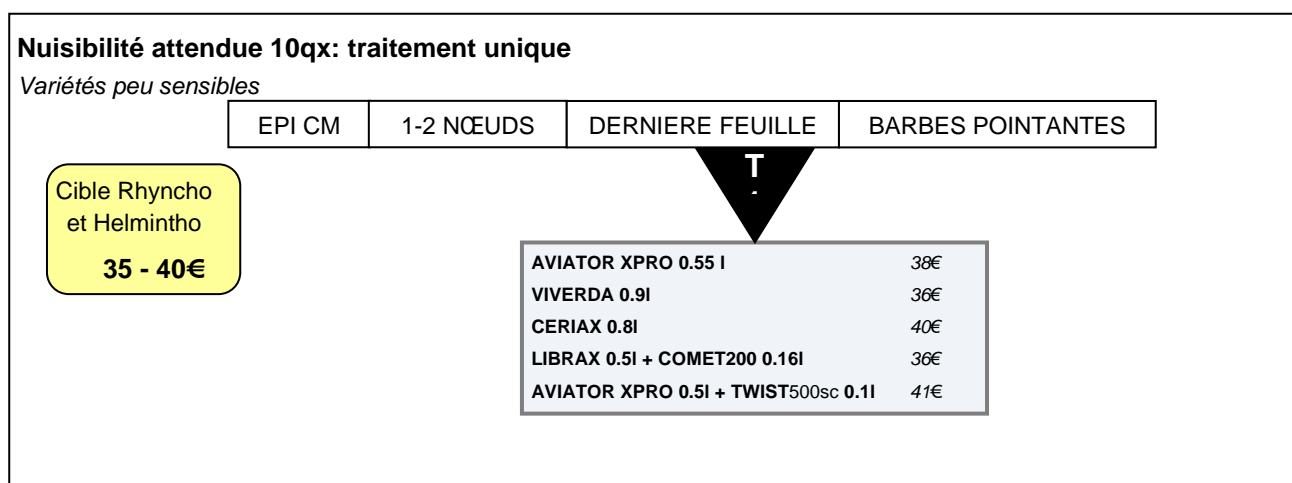 Nuisibilité attendue 10qx: traitement unique
Variétés peu sensibles
EPI CM 1-2 NŒUDS DERNIERE FEUILLE BARBES POINTANTES
T
Cible Rhyncho
et Helmintho
35 - 40€
AVIATOR XPRO 0.55 l 38€
VIVERDA 0.9l 36€
CERIAX 0.8l 40€
LIBRAX 0.5l + COMET200 0.16l 36€
AVIATOR XPRO 0.5l + TWIST500sc 0.1l 41€